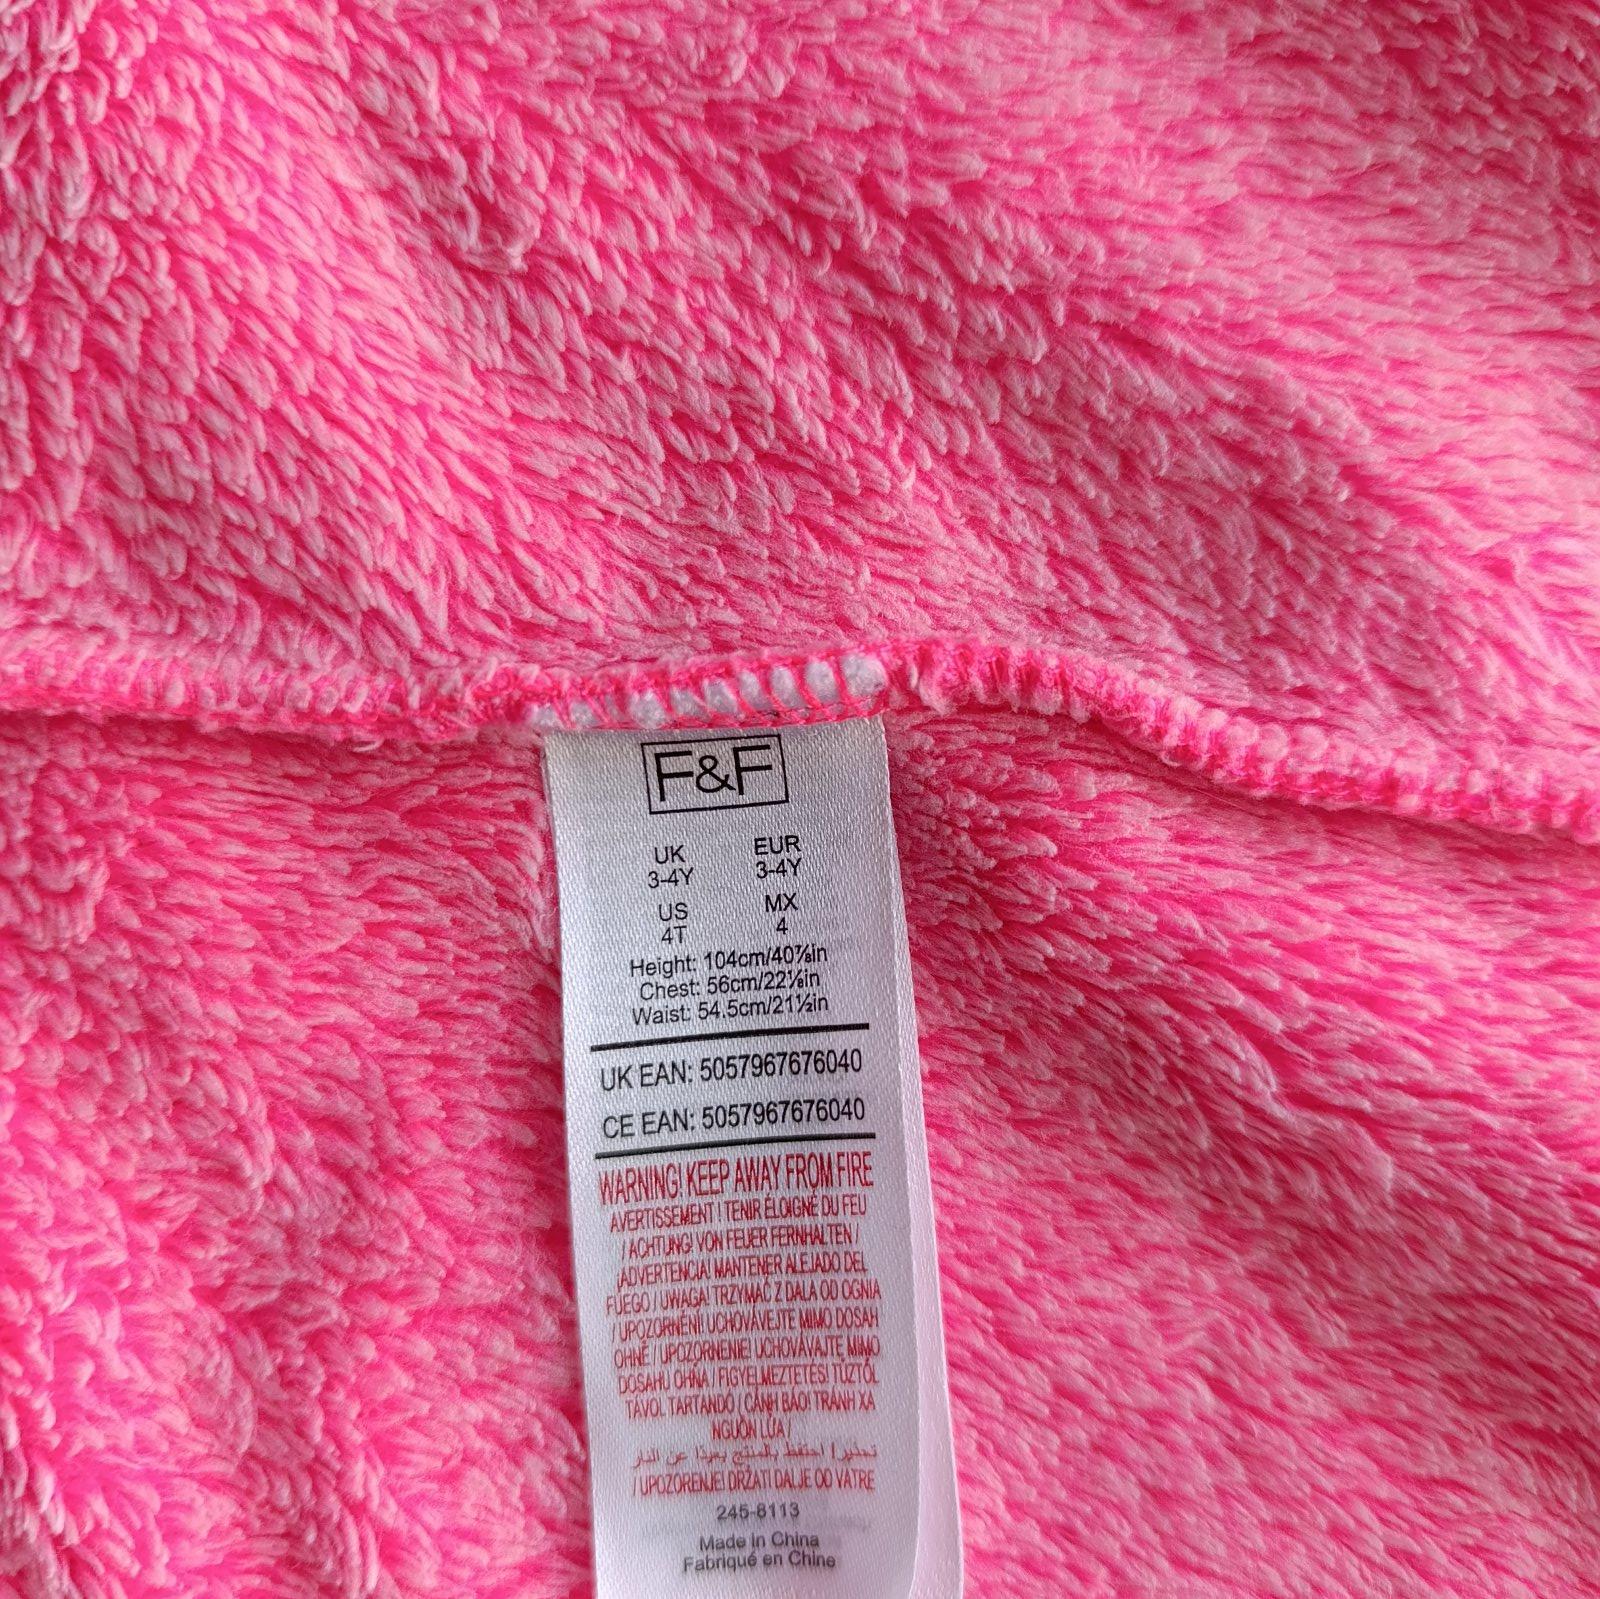 F&F
UK EUR
3-4Y 3-4Y
US MX
4T 4
Height: 104cm/40⅞in
Chest: 56cm/22⅛in
Waist: 54.5cm/21½in
UK EAN: 5057967676040
CE EAN: 5057967676040
WARNING! KEEP AWAY FROM FIRE
AVERTISSEMENT ! TENIR ÉLOIGNÉ DU FEU
/ ACHTUNG! VON FEUER FERNHALTEN /
¡ADVERTENCIA! MANTENER ALEJADO DEL
FUEGO / UWAGA! TRZYMAĆ Z DALA OD OGNIA
/ UPOZORNĚNÍ! UCHOVÁVEJTE MIMO DOSAH
OHNĚ / UPOZORNENIE! UCHOVÁVAJTE MIMO
DOSAHU OHŇA / FIGYELMEZTETÉS! TŰZTŐL
TÁVOL TARTANDÓ / CẢNH BÁO! TRÁNH XA
NGUỒN LỬA /
تحذير! احتفظ بالمنتج بعيدًا عن النار
/ UPOZORENJE! DRŽATI DALJE OD VATRE
245-8113
Made in China
Fabriqué en Chine